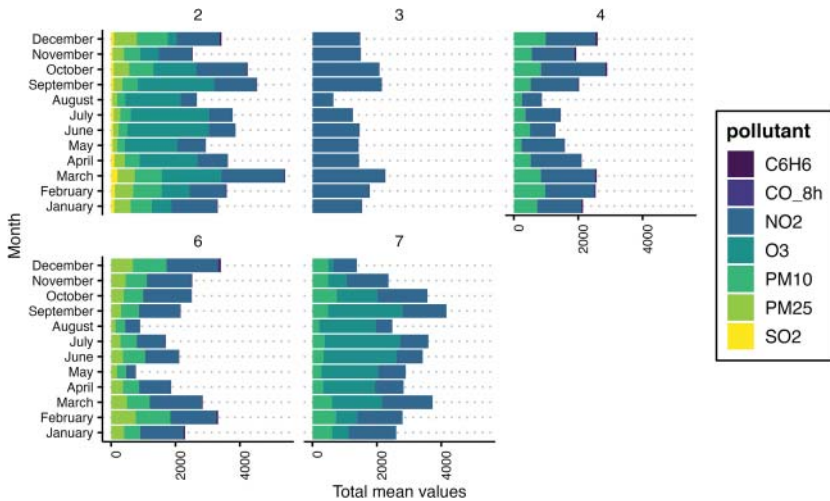 2
3
4
December
November
October
September
August
July
June
May
April
March
February
January
0
2000
4000
6
7
December
November
October
September
August
July
June
May
April
March
February
January
0
2000
4000
0
2000
4000
Month
Total mean values
pollutant
C6H6
CO_8h
NO2
O3
PM10
PM25
SO2